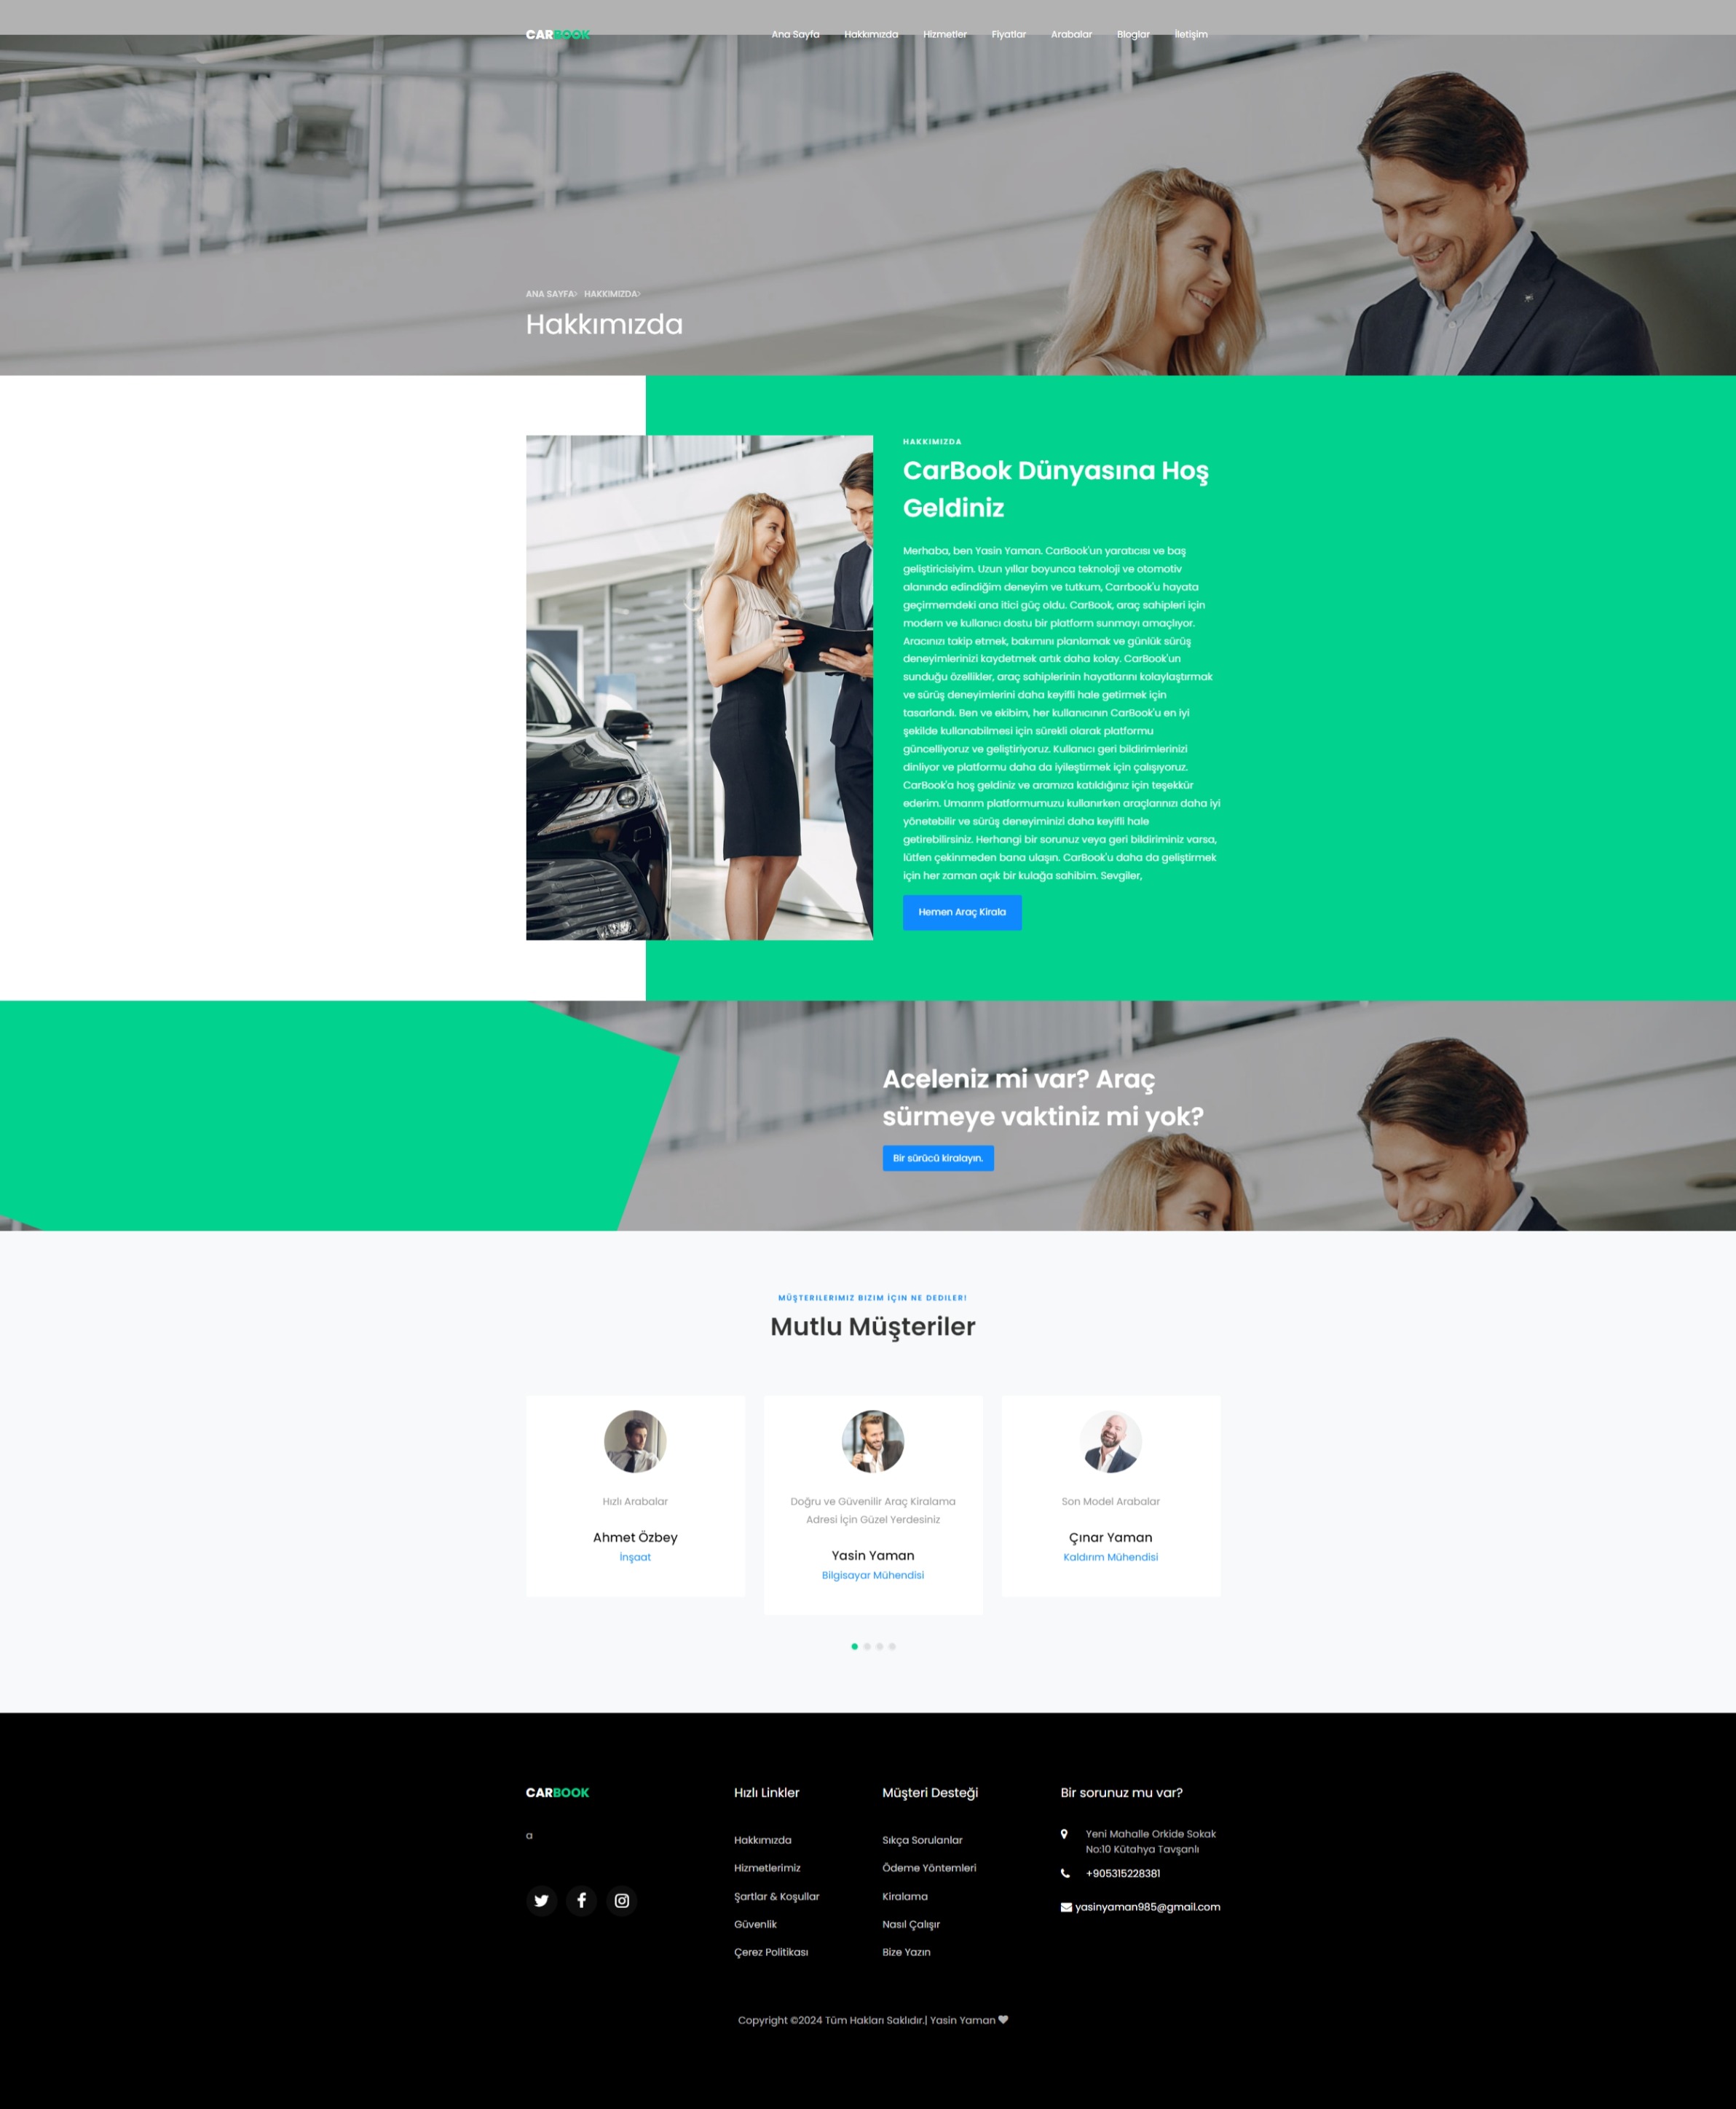 CARBOOK
Ana Sayfa Hakkımızda Hizmetler Fiyatlar Arabalar Bloglar İletişim
ANA SAYFA› HAKKIMIZDA›
Hakkımızda
HAKKIMIZDA
CarBook Dünyasına Hoş
Geldiniz
Merhaba, ben Yasin Yaman. CarBook'un yaratıcısı ve baş
geliştiricisiyim. Uzun yıllar boyunca teknoloji ve otomotiv
alanında edindiğim deneyim ve tutkum, Carrbook'u hayata
geçirmemdeki ana itici güç oldu. CarBook, araç sahipleri için
modern ve kullanıcı dostu bir platform sunmayı amaçlıyor.
Aracınızı takip etmek, bakımını planlamak ve günlük sürüş
deneyimlerinizi kaydetmek artık daha kolay. CarBook'un
sunduğu özellikler, araç sahiplerinin hayatlarını kolaylaştırmak
ve sürüş deneyimlerini daha keyifli hale getirmek için
tasarlandı. Ben ve ekibim, her kullanıcının CarBook'u en iyi
şekilde kullanabilmesi için sürekli olarak platformu
güncelliyoruz ve geliştiriyoruz. Kullanıcı geri bildirimlerinizi
dinliyor ve platformu daha da iyileştirmek için çalışıyoruz.
CarBook'a hoş geldiniz ve aramıza katıldığınız için teşekkür
ederim. Umarım platformumuzu kullanırken araçlarınızı daha iyi
yönetebilir ve sürüş deneyiminizi daha keyifli hale
getirebilirsiniz. Herhangi bir sorunuz veya geri bildiriminiz varsa,
lütfen çekinmeden bana ulaşın. CarBook'u daha da geliştirmek
için her zaman açık bir kulağa sahibim. Sevgiler,
Hemen Araç Kirala
Aceleniz mi var? Araç
sürmeye vaktiniz mi yok?
Bir sürücü kiralayın.
MÜŞTERILERIMIZ BIZIM İÇIN NE DEDILER!
Mutlu Müşteriler
Hızlı Arabalar
Ahmet Özbey
İnşaat
Doğru ve Güvenilir Araç Kiralama
Adresi İçin Güzel Yerdesiniz
Yasin Yaman
Bilgisayar Mühendisi
Son Model Arabalar
Çınar Yaman
Kaldırım Mühendisi
CARBOOK
a
Hızlı Linkler
Hakkımızda
Hizmetlerimiz
Şartlar & Koşullar
Güvenlik
Çerez Politikası
Müşteri Desteği
Sıkça Sorulanlar
Ödeme Yöntemleri
Kiralama
Nasıl Çalışır
Bize Yazın
Bir sorunuz mu var?
Yeni Mahalle Orkide Sokak
No:10 Kütahya Tavşanlı
+905315228381
yasinyaman985@gmail.com
Copyright ©2024 Tüm Hakları Saklıdır.| Yasin Yaman